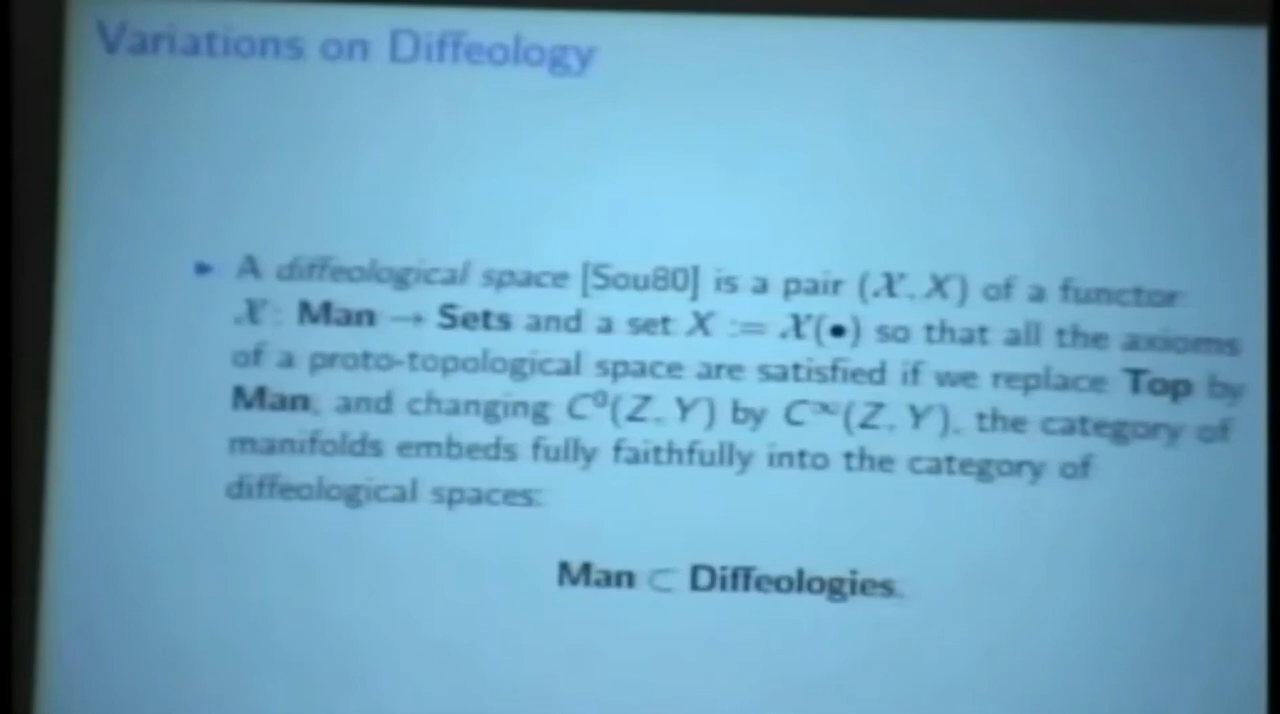 Variations on Diffeology
► A diffeological space [Sou80] is a pair (𝒳, X) of a functor
𝒳 : Man → Sets and a set X := 𝒳(•) so that all the axioms
of a proto-topological space are satisfied if we replace Top by
Man, and changing C⁰(Z, Y) by C^∞(Z, Y), the category of
manifolds embeds fully faithfully into the category of
diffeological spaces:
Man ⊂ Diffeologies.